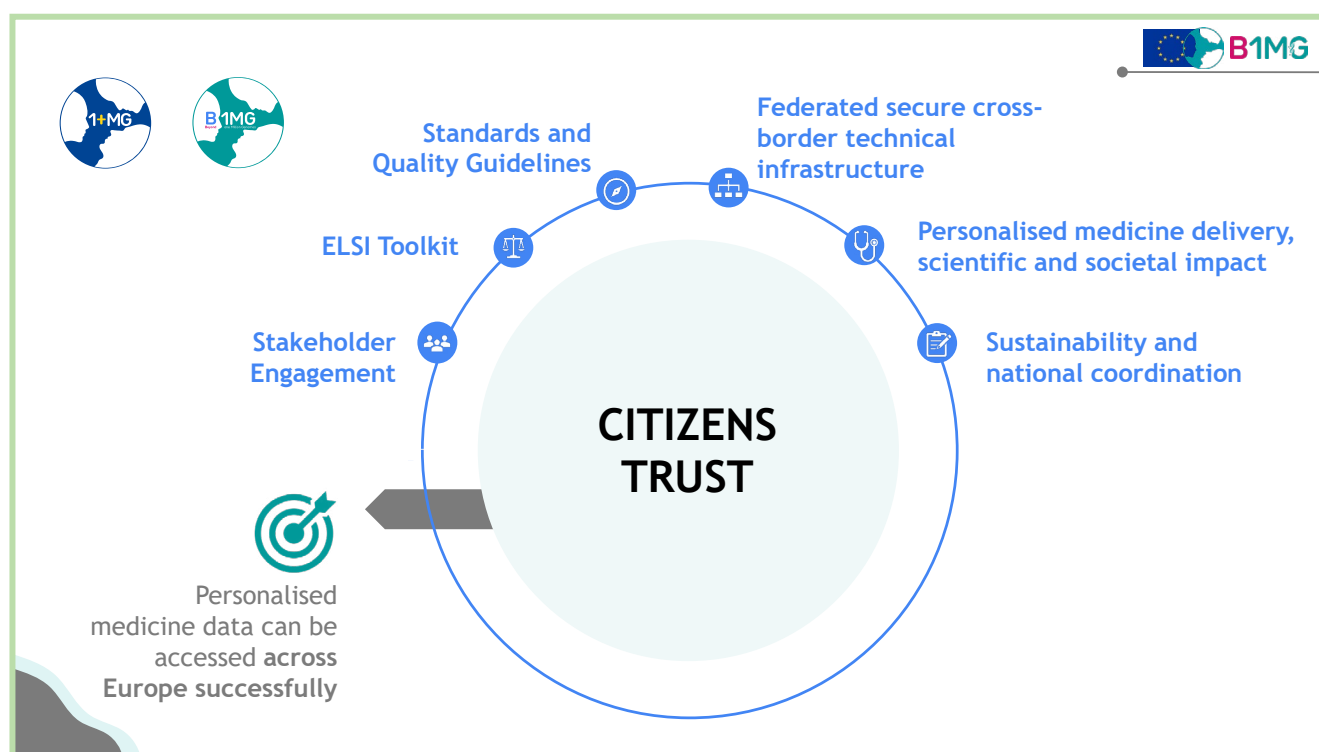 B1MG
1+MG
B1MG
Standards and
Quality Guidelines
Federated secure cross-
border technical
infrastructure
ELSI Toolkit
Personalised medicine delivery,
scientific and societal impact
Stakeholder
Engagement
Sustainability and
national coordination
CITIZENS
TRUST
Personalised
medicine data can be
accessed across
Europe successfully